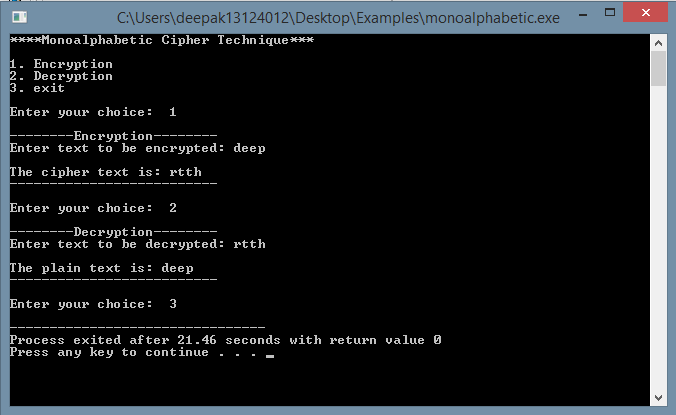 C:\Users\deepak13124012\Desktop\Examples\monoalphabetic.exe
****Monoalphabetic Cipher Technique***
1. Encryption
2. Decryption
3. exit
Enter your choice:  1
--------Encryption--------
Enter text to be encrypted: deep
The cipher text is: rtth
--------------------------
Enter your choice:  2
--------Decryption--------
Enter text to be decrypted: rtth
The plain text is: deep
--------------------------
Enter your choice:  3
--------------------------------
Process exited after 21.46 seconds with return value 0
Press any key to continue . . . _